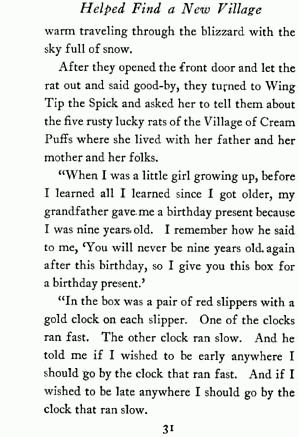 Helped Find a New Village
warm traveling through the blizzard with the
sky full of snow.
After they opened the front door and let the
rat out and said good-by, they turned to Wing
Tip the Spick and asked her to tell them about
the five rusty lucky rats of the Village of Cream
Puffs where she lived with her father and her
mother and her folks.
“When I was a little girl growing up, before
I learned all I learned since I got older, my
grandfather gave me a birthday present because
I was nine years old. I remember how he said
to me, ‘You will never be nine years old again
after this birthday, so I give you this box for
a birthday present.’
“In the box was a pair of red slippers with a
gold clock on each slipper. One of the clocks
ran fast. The other clock ran slow. And he
told me if I wished to be early anywhere I
should go by the clock that ran fast. And if I
wished to be late anywhere I should go by the
clock that ran slow.
31